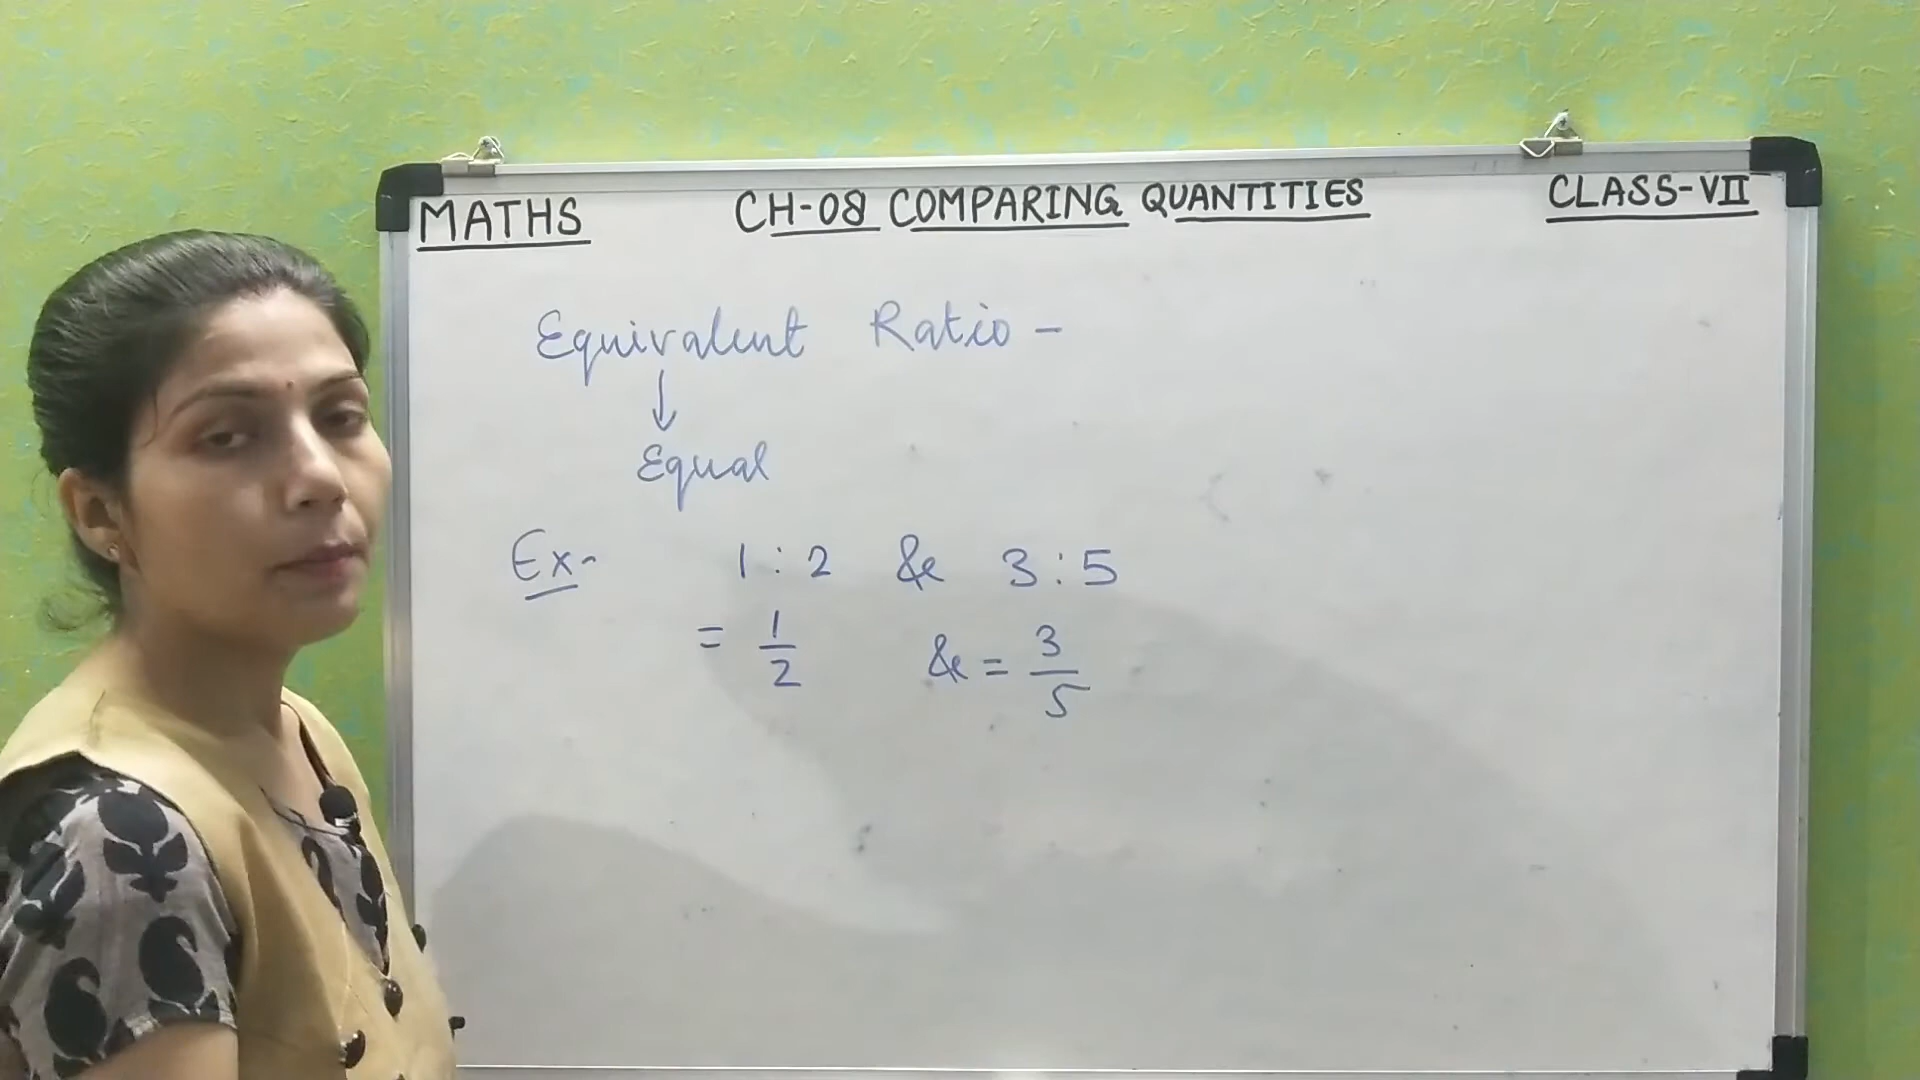 MATHS CH-08 COMPARING QUANTITIES CLASS-VII
Equivalent Ratio -
↓
Equal
Ex- 1 : 2 & 3 : 5
= 1/2 & = 3/5